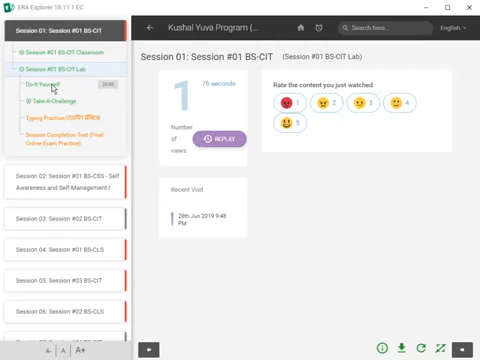 ERA Explorer 18.11.1 EC
Session 01: Session #01 BS-CIT
Session #01 BS-CIT Classroom
Session #01 BS-CIT Lab
Do-It-Yourself
Take-A-Challenge
Typing Practice/टायपिंग प्रॅक्टिस
Session Completion Test (Final
Online Exam Practice)
Session 02: Session #01 BS-CSS - Self
Awareness and Self-Management-I
Session 03: Session #02 BS-CIT
Session 04: Session #01 BS-CLS
Session 05: Session #03 BS-CIT
Session 06: Session #02 BS-CLS
A-
A
A+
Kushal Yuva Program (...
Search
English
Session 01: Session #01 BS-CIT (Session #01 BS-CIT Lab)
1
76 seconds
Number
of
views
REPLAY
Recent Visit
28th Jun 2019 9:48
PM
Rate the content you just watched
1
2
3
4
5